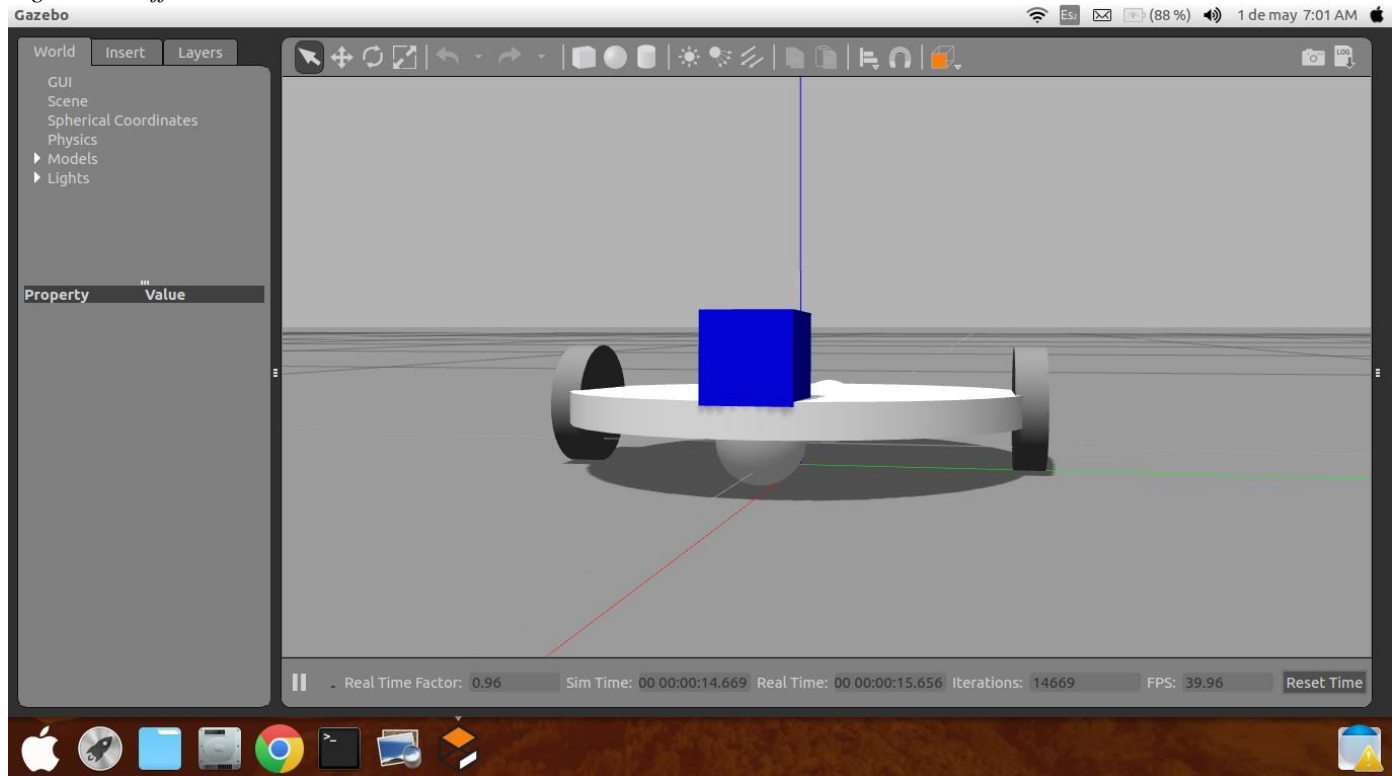 Gazebo
Es2
(88 %)
1 de may 7:01 AM
World
Insert
Layers
GUI
Scene
Spherical Coordinates
Physics
Models
Lights
Property
Value
LOG
Real Time Factor: 0.96
Sim Time: 00 00:00:14.669
Real Time: 00 00:00:15.656
Iterations: 14669
FPS: 39.96
Reset Time
>_